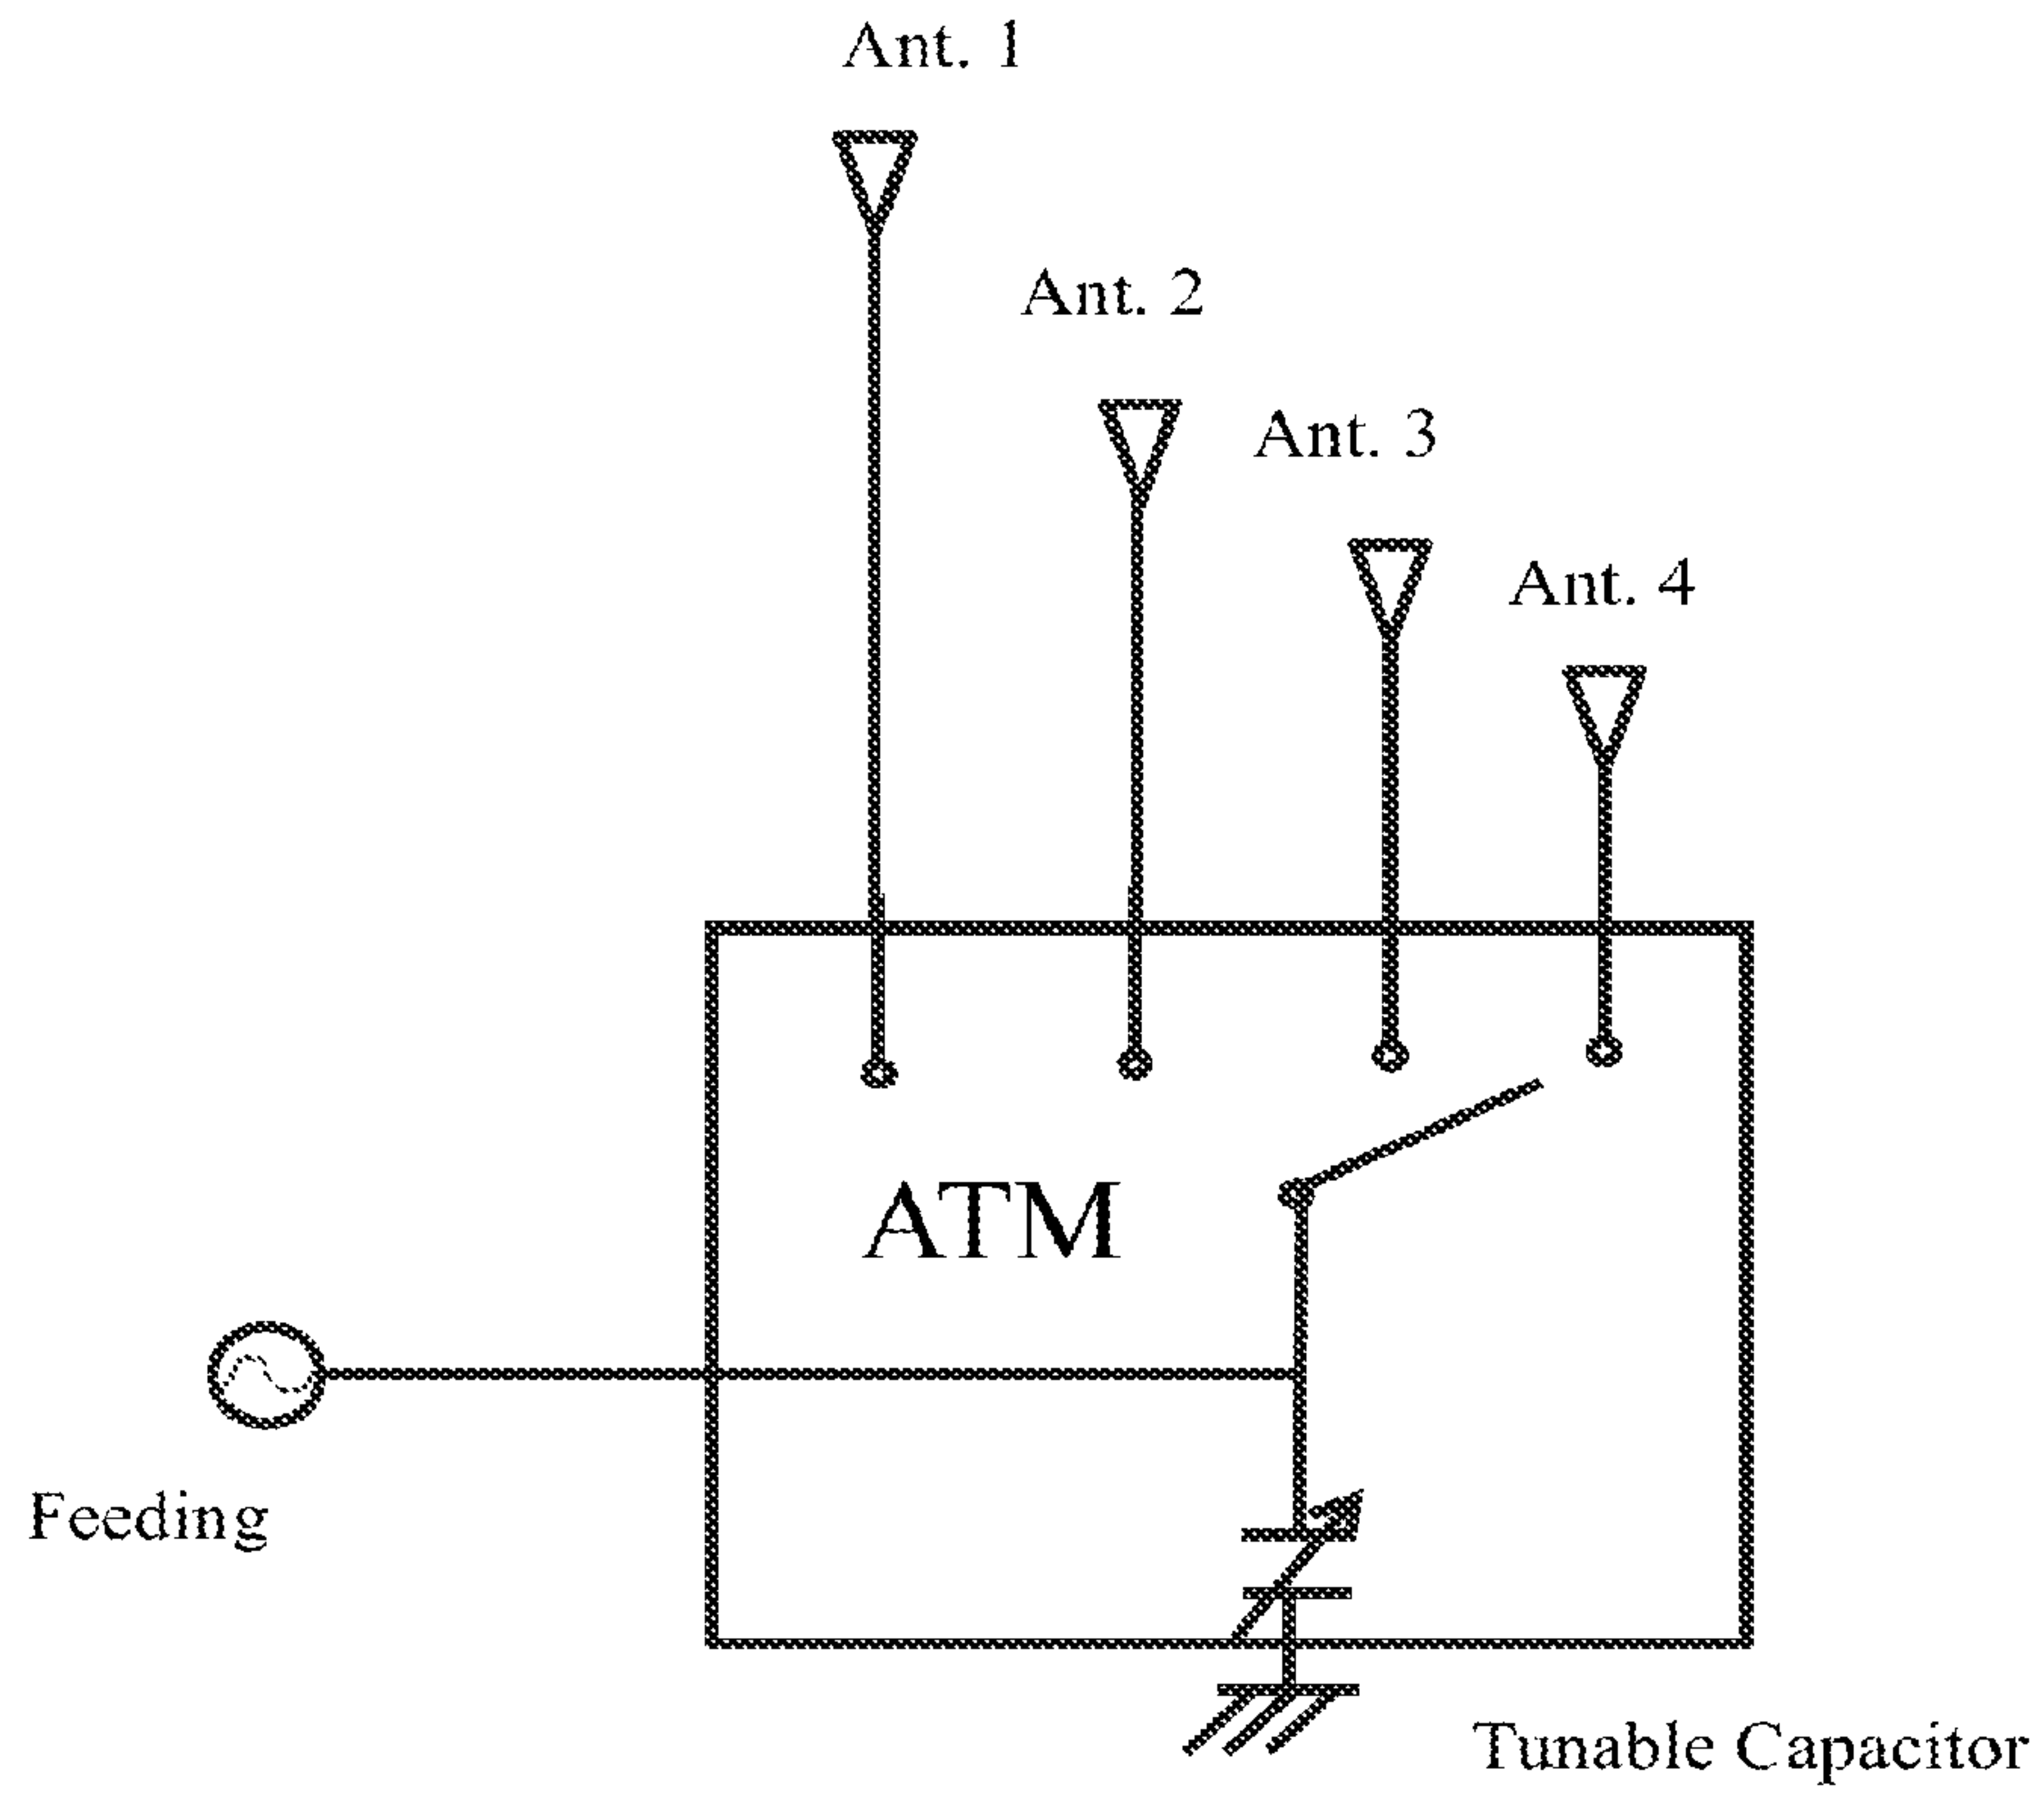 Ant. 1
Ant. 2
Ant. 3
Ant. 4
ATM
Feeding
Tunable Capacitor